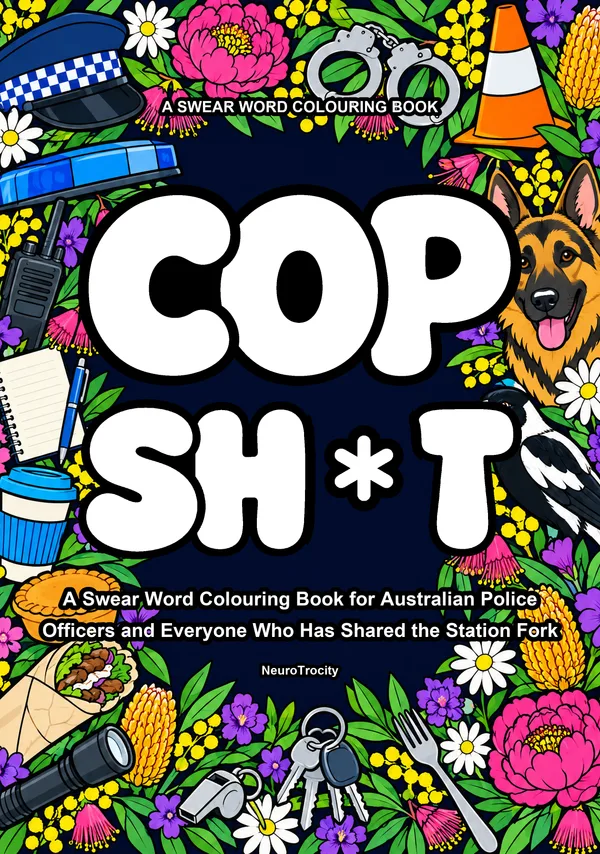 A SWEAR WORD COLOURING BOOK
COP
SH*T
A Swear Word Colouring Book for Australian Police
Officers and Everyone Who Has Shared the Station Fork
NeuroTrocity